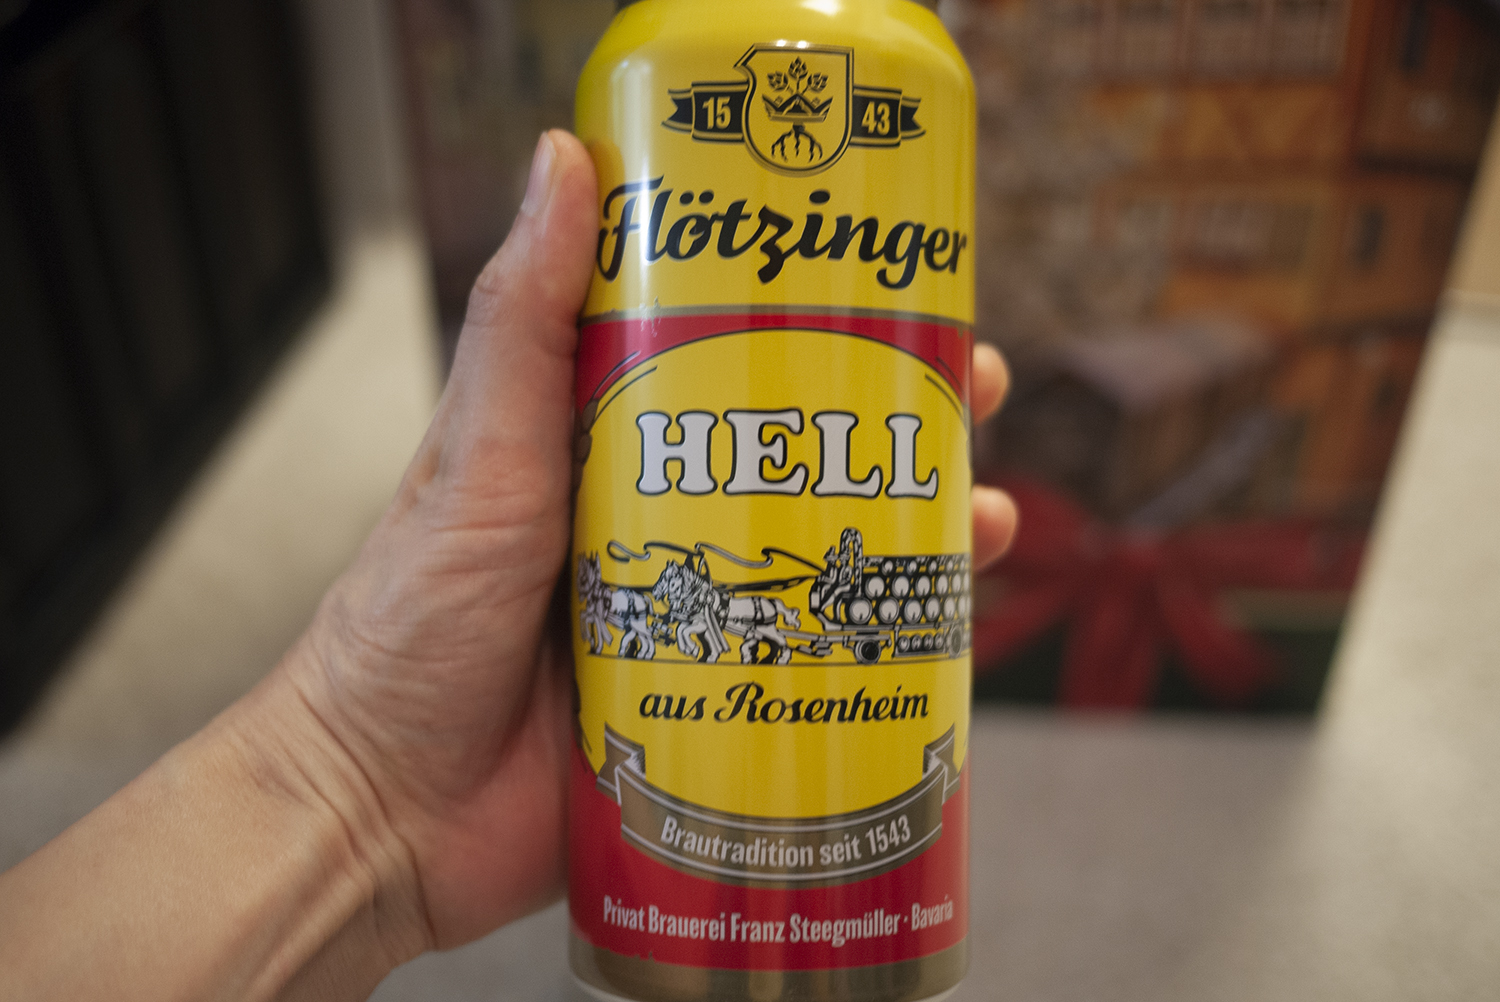 15 43
Flötzinger
HELL
aus Rosenheim
Brautradition seit 1543
Privat Brauerei Franz Steegmüller · Bavaria